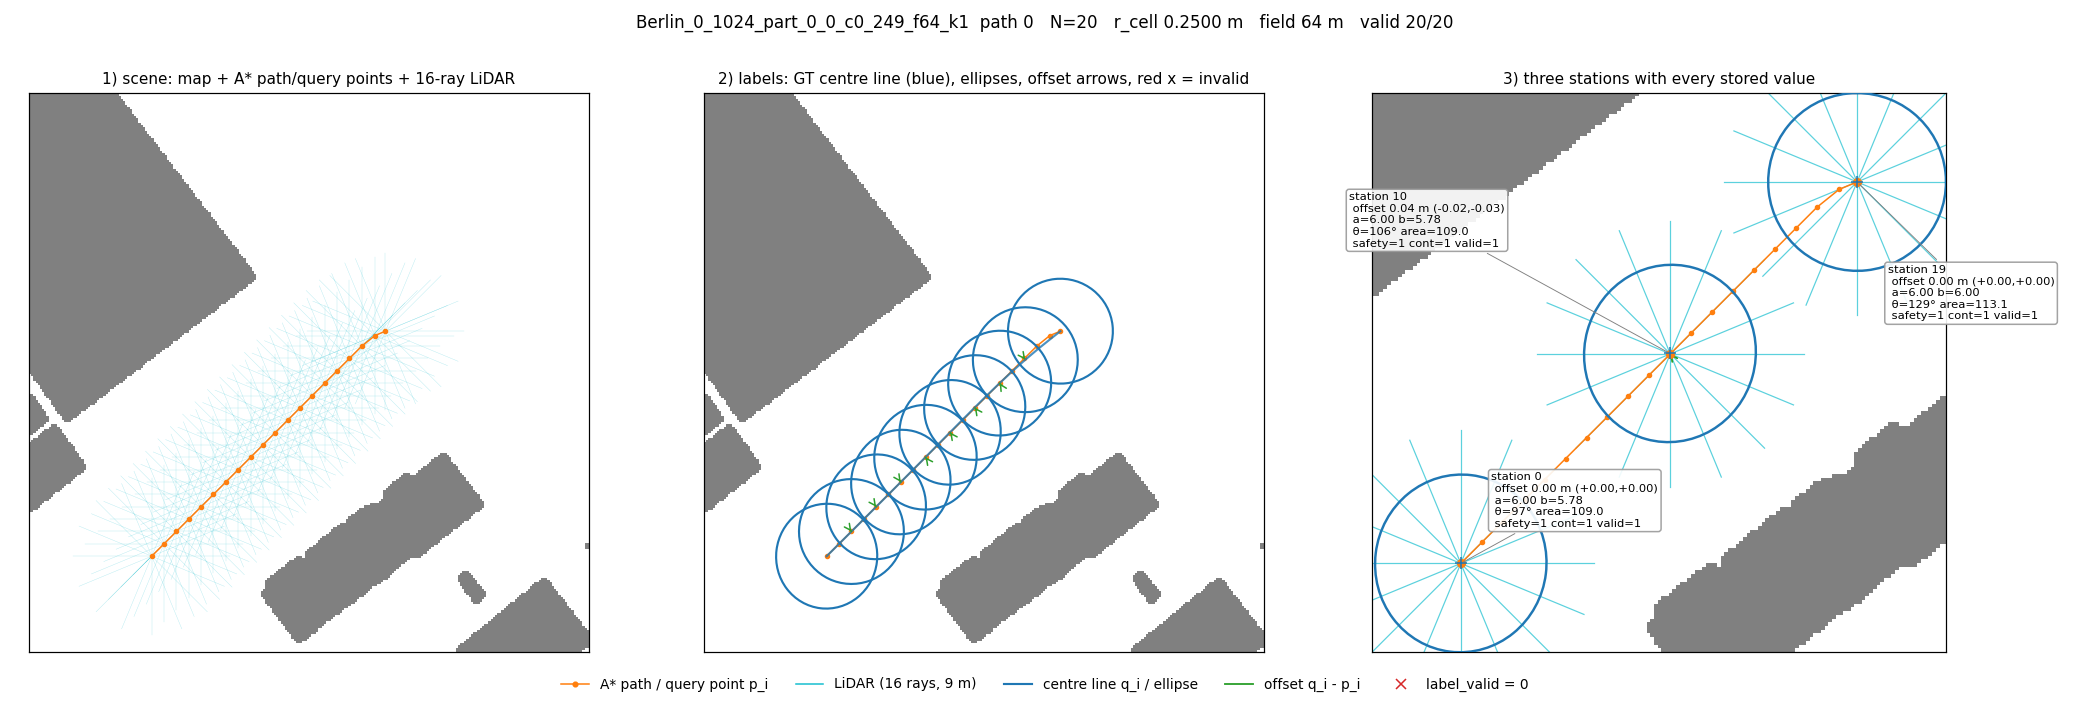 Berlin_0_1024_part_0_0_c0_249_f64_k1  path 0   N=20   r_cell 0.2500 m   field 64 m   valid 20/20
1) scene: map + A* path/query points + 16-ray LiDAR
2) labels: GT centre line (blue), ellipses, offset arrows, red x = invalid
3) three stations with every stored value
station 10
offset 0.04 m (-0.02,-0.03)
a=6.00 b=5.78
θ=106° area=109.0
safety=1 cont=1 valid=1
station 19
offset 0.00 m (+0.00,+0.00)
a=6.00 b=6.00
θ=129° area=113.1
safety=1 cont=1 valid=1
station 0
offset 0.00 m (+0.00,+0.00)
a=6.00 b=5.78
θ=97° area=109.0
safety=1 cont=1 valid=1
A* path / query point p_i
LiDAR (16 rays, 9 m)
centre line q_i / ellipse
offset q_i - p_i
label_valid = 0